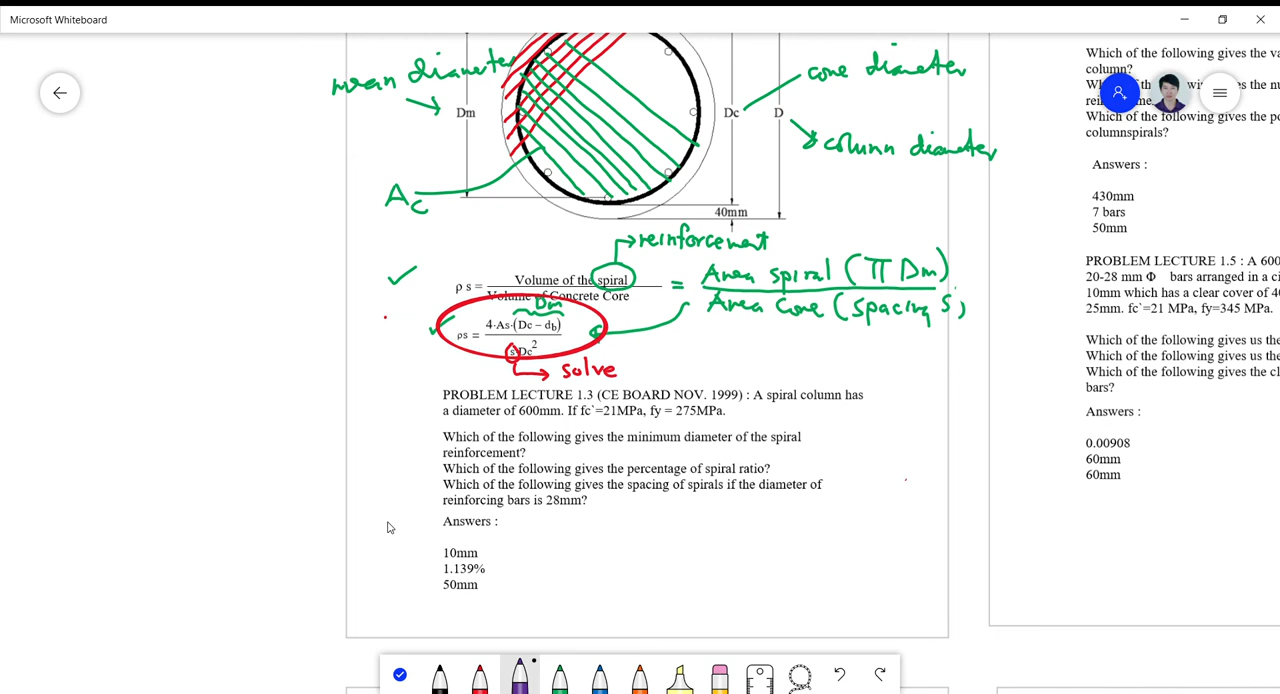 Microsoft Whiteboard
mean diameter
Dm
Dc
D
core diameter
column diameter
Ac
40mm
reinforcement
ρ s = Volume of the spiral / Volume of Concrete Core = Area spiral (π Dm) / Area Core (spacing s)
Dm
ρs = 4·As·(Dc − db) / s Dc²
solve
PROBLEM LECTURE 1.3 (CE BOARD NOV. 1999) : A spiral column has
a diameter of 600mm. If fc`=21MPa, fy = 275MPa.
Which of the following gives the minimum diameter of the spiral
reinforcement?
Which of the following gives the percentage of spiral ratio?
Which of the following gives the spacing of spirals if the diameter of
reinforcing bars is 28mm?
Answers :
10mm
1.139%
50mm
Which of the following gives the va
column?
Which of the following gives the po
columnspirals?
Answers :
430mm
7 bars
50mm
PROBLEM LECTURE 1.5 : A 600
20-28 mm Φ bars arranged in a ci
10mm which has a clear cover of 40
25mm. fc`=21 MPa, fy=345 MPa.
Which of the following gives us the
Which of the following gives us the
Which of the following gives the cl
bars?
Answers :
0.00908
60mm
60mm